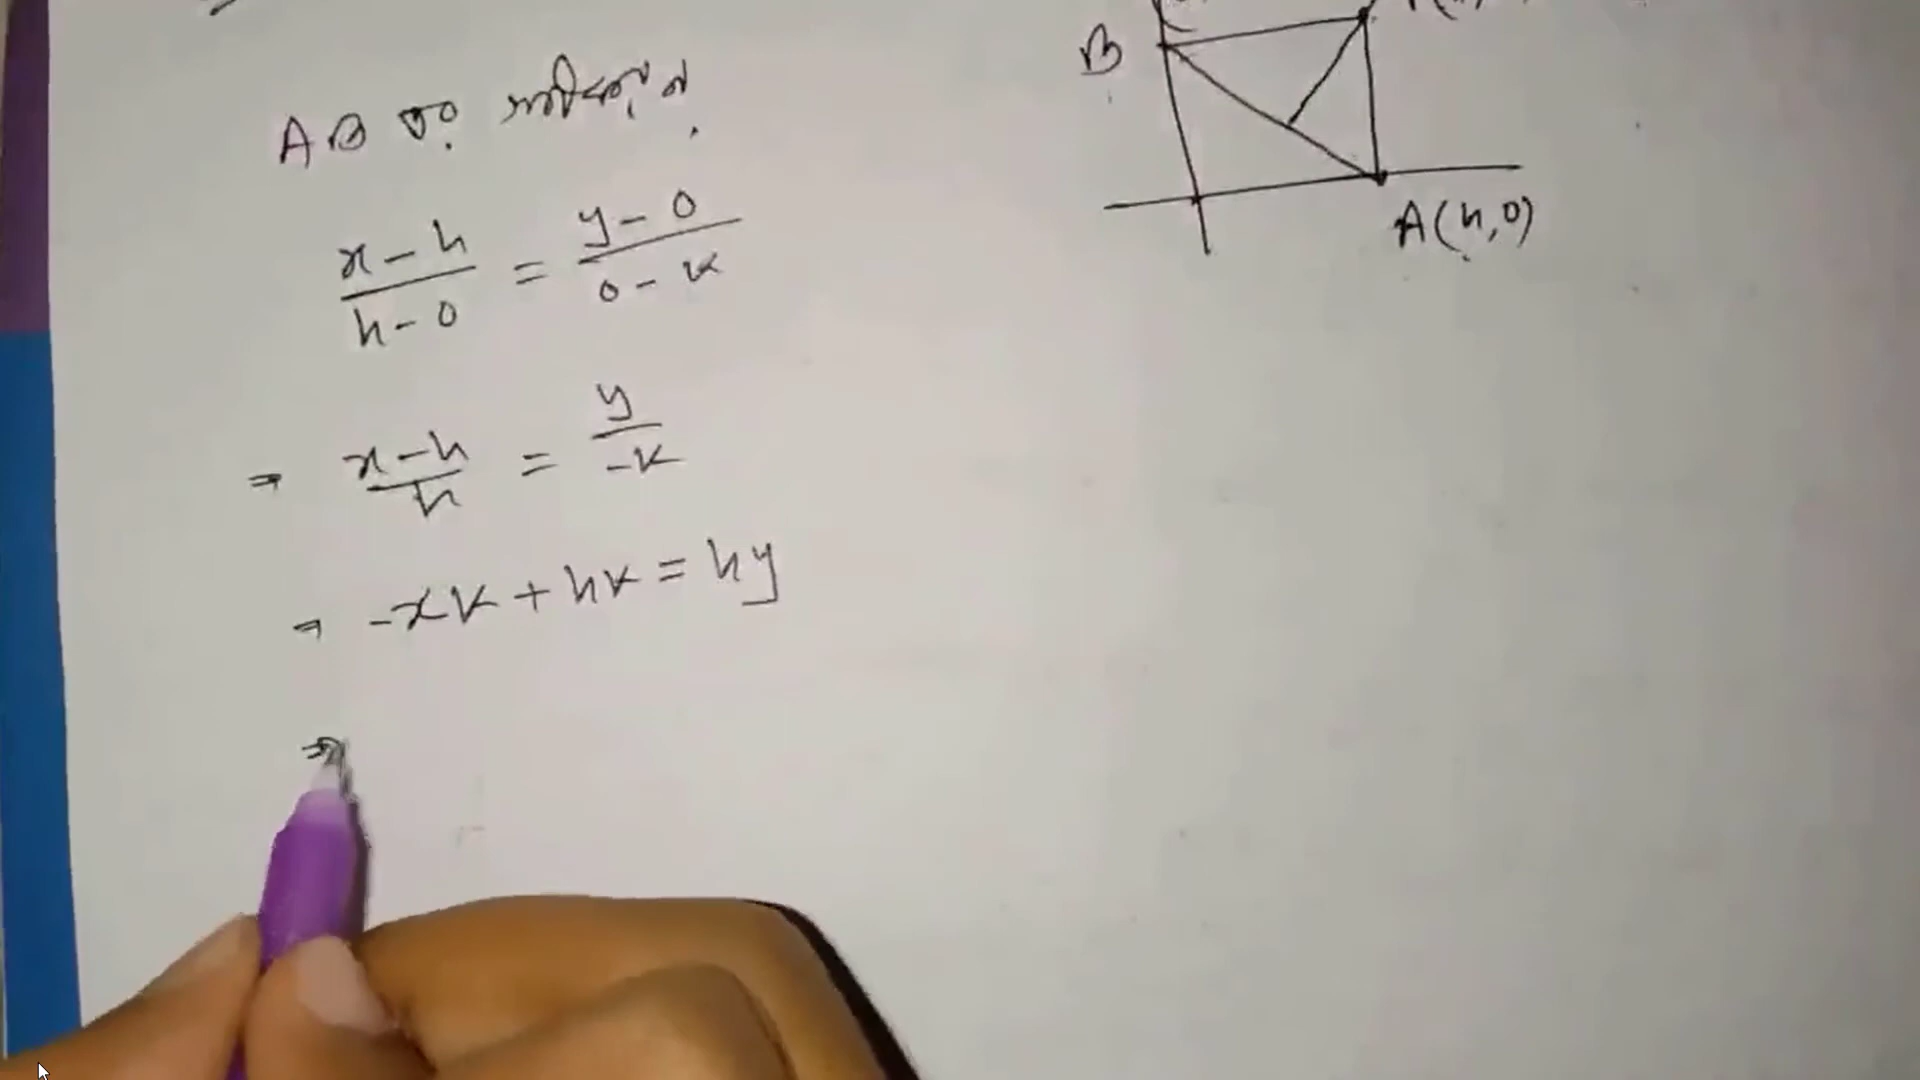 AB এর সমীকরণ,
B
(x-h)/(h-0) = (y-0)/(0-k)
A(h,0)
⇒ (x-h)/h = y/-k
⇒ -xk+hk=hy
⇒